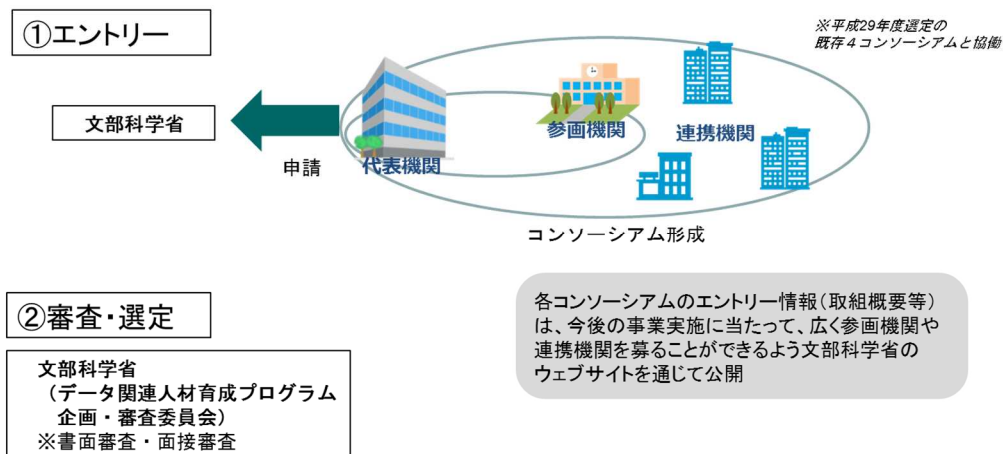 ①エントリー
※平成29年度選定の
既存４コンソーシアムと協働
文部科学省
申請
代表機関
参画機関
連携機関
コンソーシアム形成
②審査・選定
各コンソーシアムのエントリー情報（取組概要等）
は、今後の事業実施に当たって、広く参画機関や
連携機関を募ることができるよう文部科学省の
ウェブサイトを通じて公開
文部科学省
（データ関連人材育成プログラム
企画・審査委員会）
※書面審査・面接審査